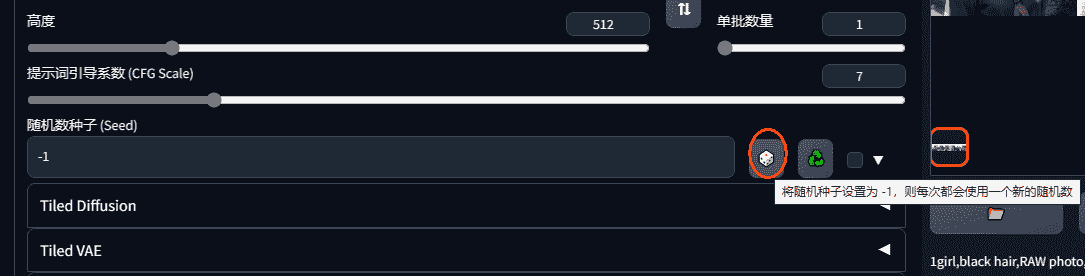 高度
512
单批数量
1
提示词引导系数 (CFG Scale)
7
随机数种子 (Seed)
-1
将随机种子设置为 -1，则每次都会使用一个新的随机数
Tiled Diffusion
Tiled VAE
1girl,black hair,RAW photo,